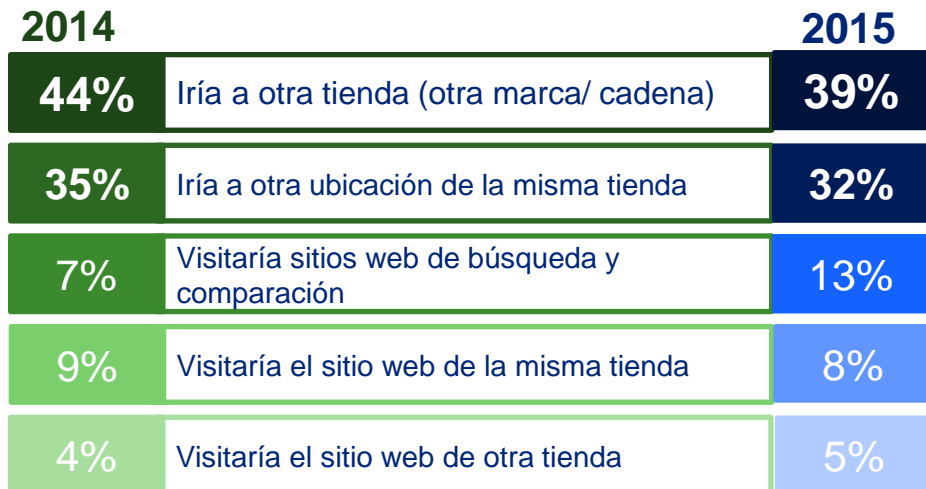 2014 2015
44% Iría a otra tienda (otra marca/ cadena) 39%
35% Iría a otra ubicación de la misma tienda 32%
7% Visitaría sitios web de búsqueda y
comparación 13%
9% Visitaría el sitio web de la misma tienda 8%
4% Visitaría el sitio web de otra tienda 5%